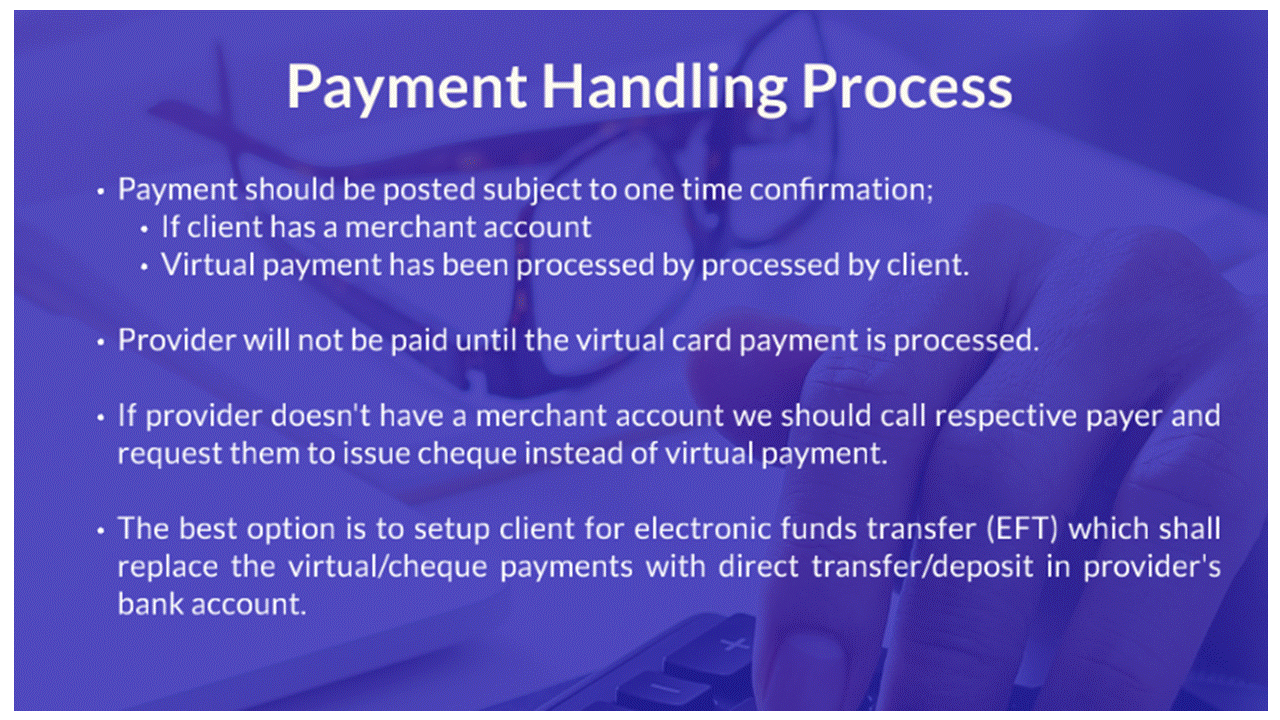 Payment Handling Process
• Payment should be posted subject to one time confirmation;
• If client has a merchant account
• Virtual payment has been processed by processed by client.
• Provider will not be paid until the virtual card payment is processed.
• If provider doesn't have a merchant account we should call respective payer and
request them to issue cheque instead of virtual payment.
• The best option is to setup client for electronic funds transfer (EFT) which shall
replace the virtual/cheque payments with direct transfer/deposit in provider's
bank account.